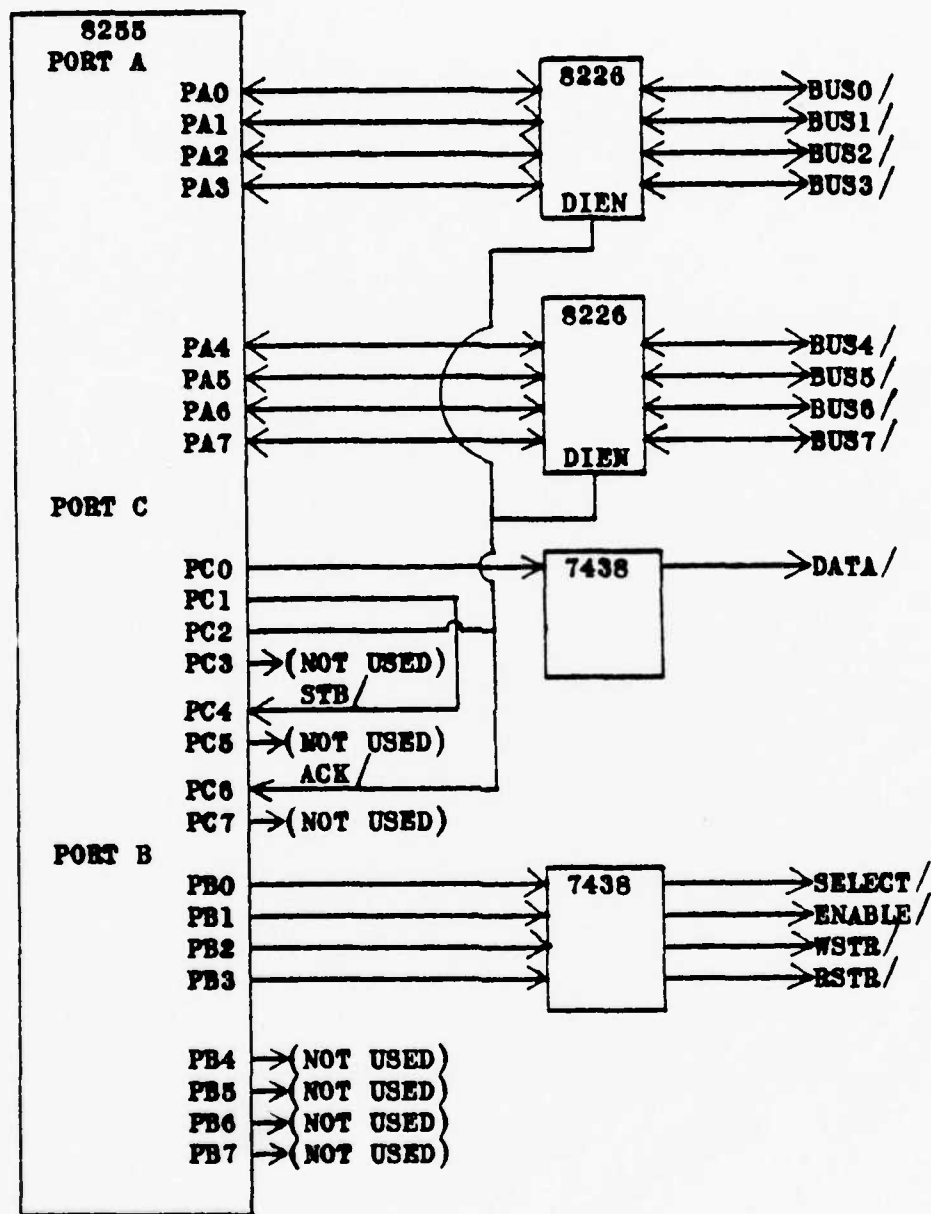 8255
PORT A
8226
PA0 BUS0/
PA1 BUS1/
PA2 BUS2/
PA3 BUS3/
DIEN
8226
PA4 BUS4/
PA5 BUS5/
PA6 BUS6/
PA7 BUS7/
DIEN
PORT C
PC0 7438 DATA/
PC1
PC2
PC3 (NOT USED)
STB/
PC4
PC5 (NOT USED)
ACK/
PC6
PC7 (NOT USED)
PORT B
PB0 7438 SELECT/
PB1 ENABLE/
PB2 WSTR/
PB3 RSTR/
PB4 (NOT USED)
PB5 (NOT USED)
PB6 (NOT USED)
PB7 (NOT USED)